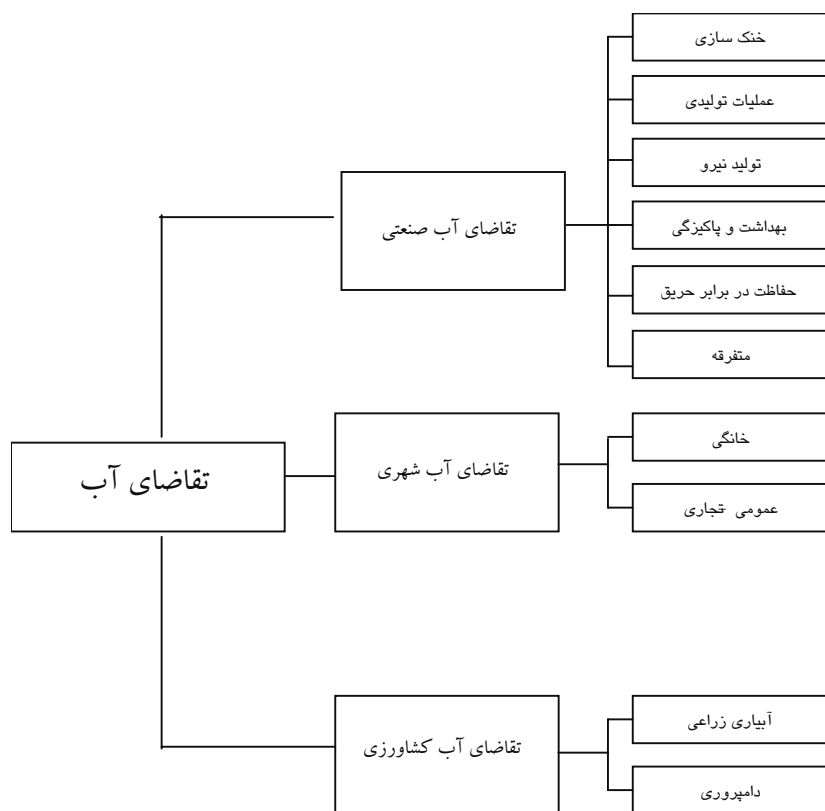 تقاضای آب
تقاضای آب صنعتی
خنک سازی
عملیات تولیدی
تولید نیرو
بهداشت و پاکیزگی
حفاظت در برابر حریق
متفرقه
تقاضای آب شهری
خانگی
عمومی -تجاری
تقاضای آب کشاورزی
آبیاری زراعی
دامپروری